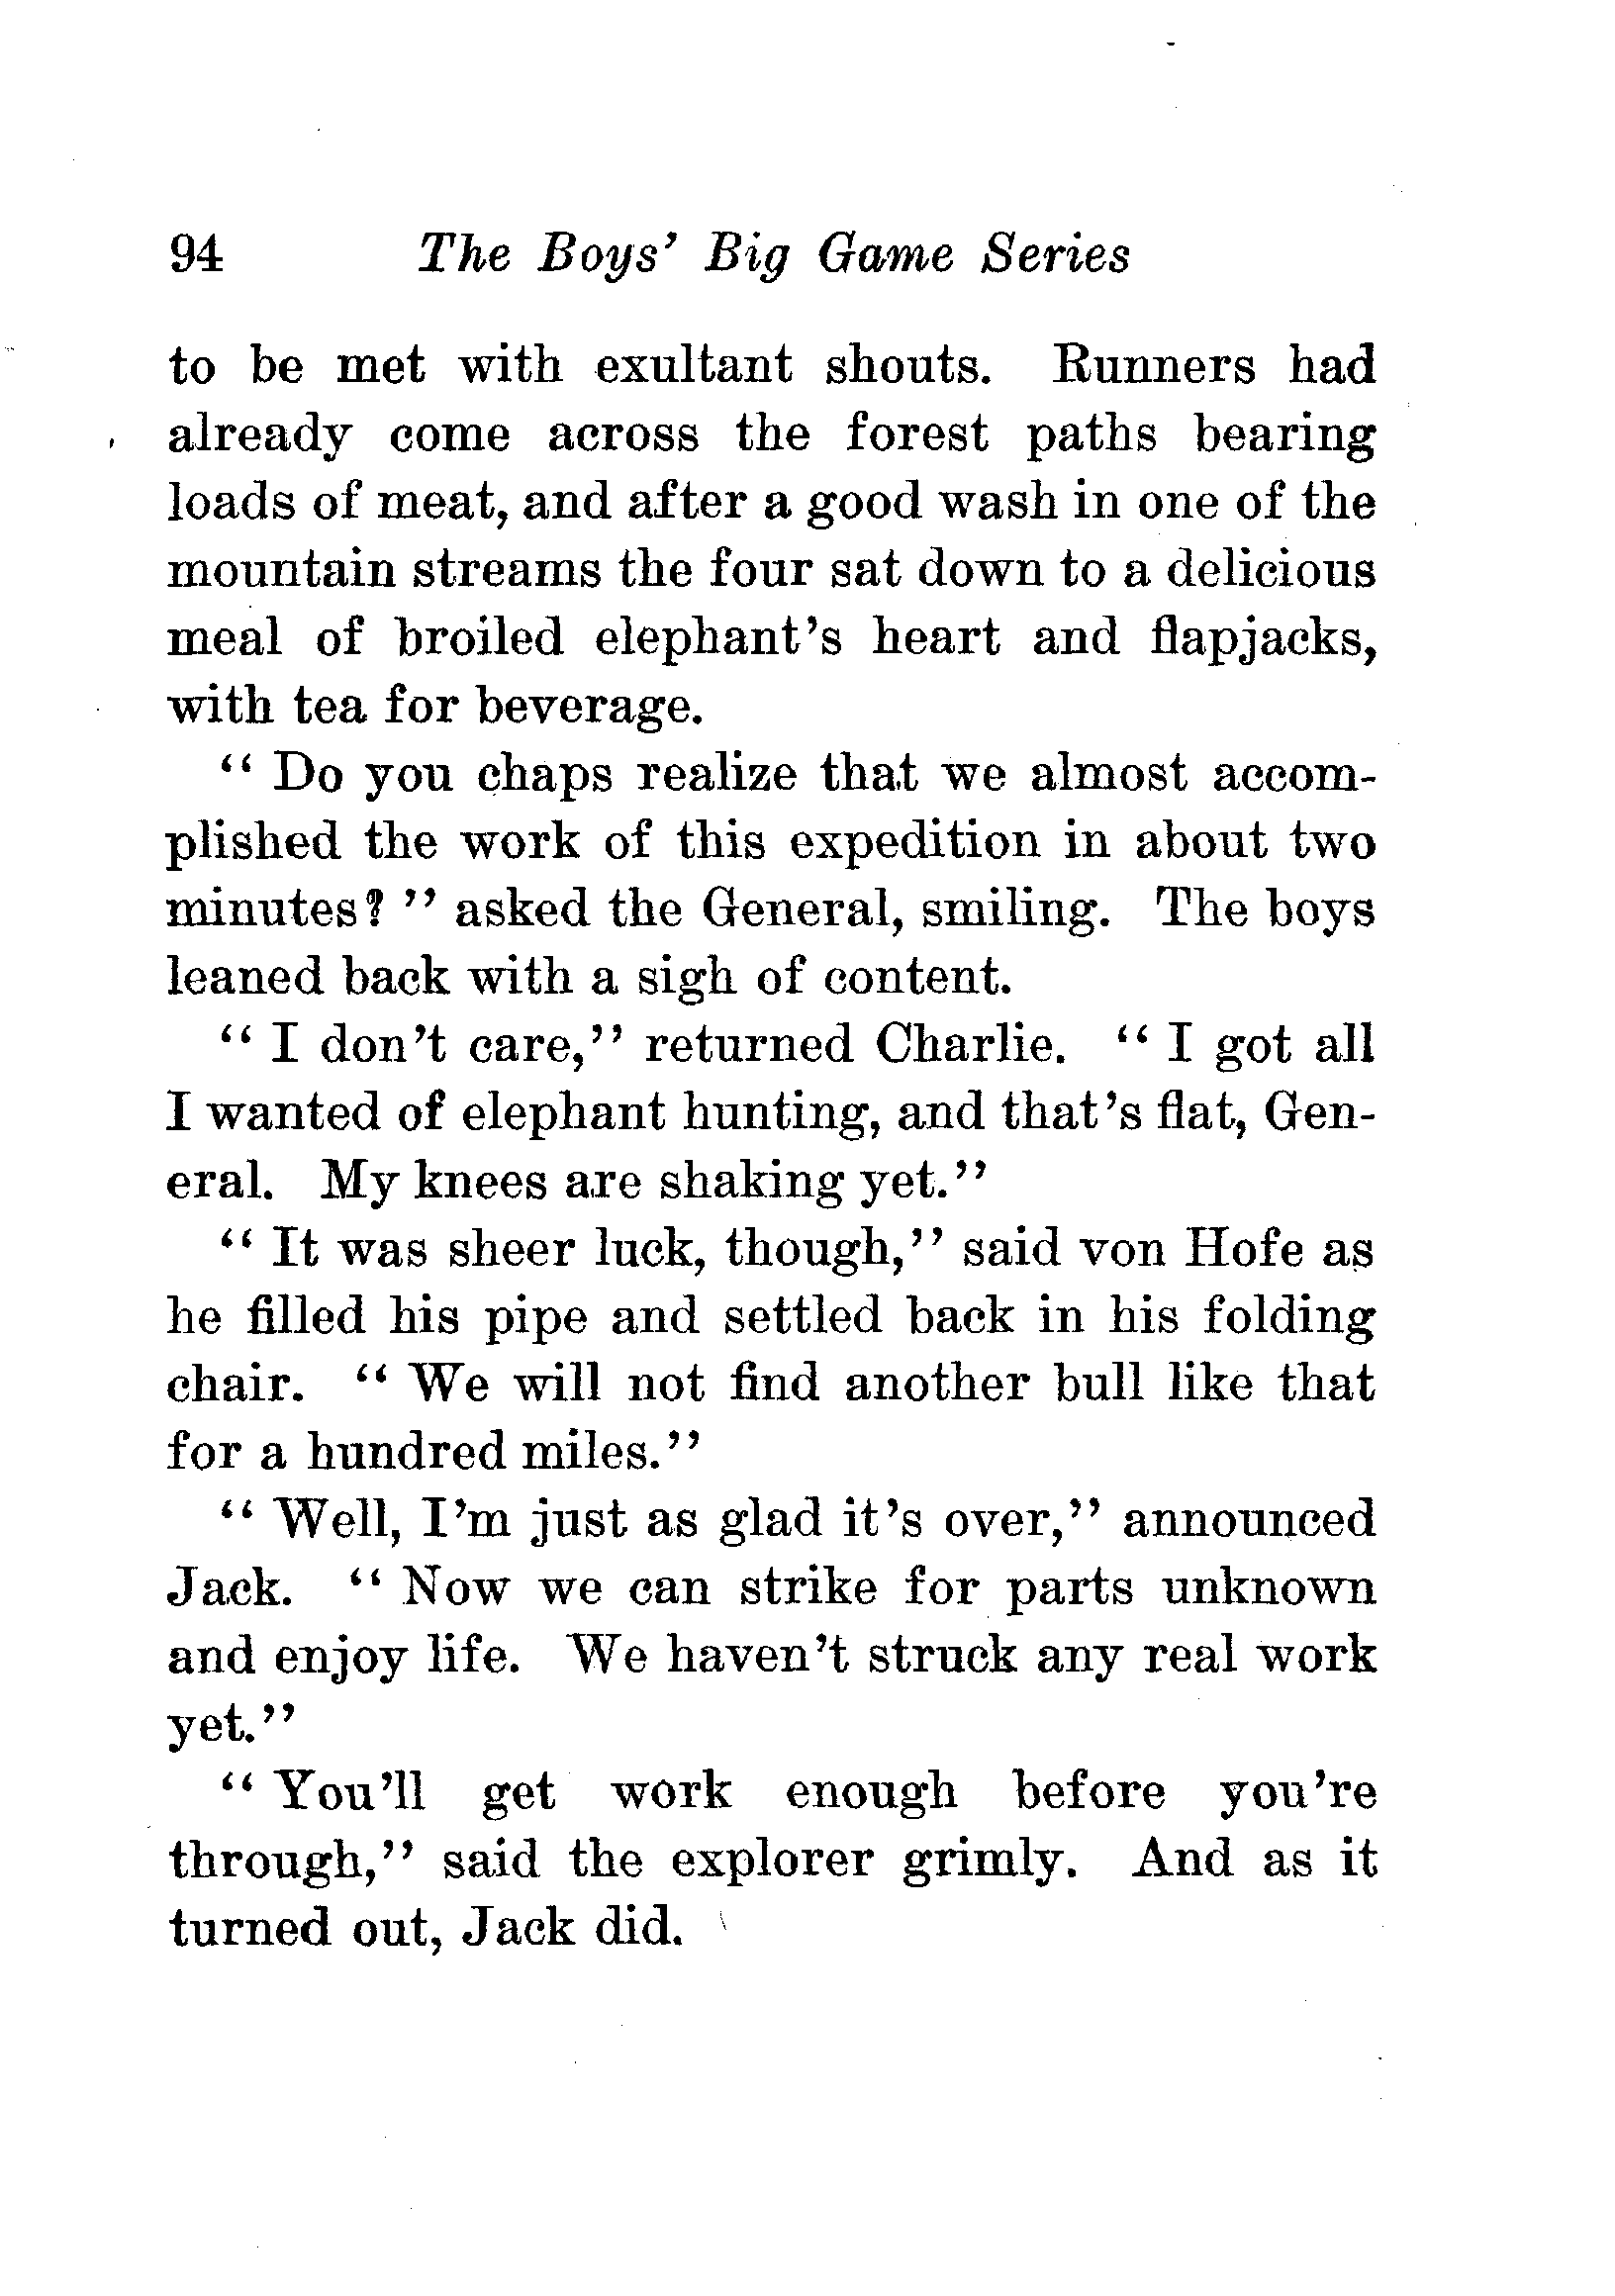 94 The Boys' Big Game Series
to be met with exultant shouts. Runners had
already come across the forest paths bearing
loads of meat, and after a good wash in one of the
mountain streams the four sat down to a delicious
meal of broiled elephant's heart and flapjacks,
with tea for beverage.
" Do you chaps realize that we almost accom-
plished the work of this expedition in about two
minutes? " asked the General, smiling. The boys
leaned back with a sigh of content.
" I don't care," returned Charlie. " I got all
I wanted of elephant hunting, and that's flat, Gen-
eral. My knees are shaking yet."
" It was sheer luck, though," said von Hofe as
he filled his pipe and settled back in his folding
chair. " We will not find another bull like that
for a hundred miles."
" Well, I'm just as glad it's over," announced
Jack. " Now we can strike for parts unknown
and enjoy life. We haven't struck any real work
yet."
" You'll get work enough before you're
through," said the explorer grimly. And as it
turned out, Jack did.